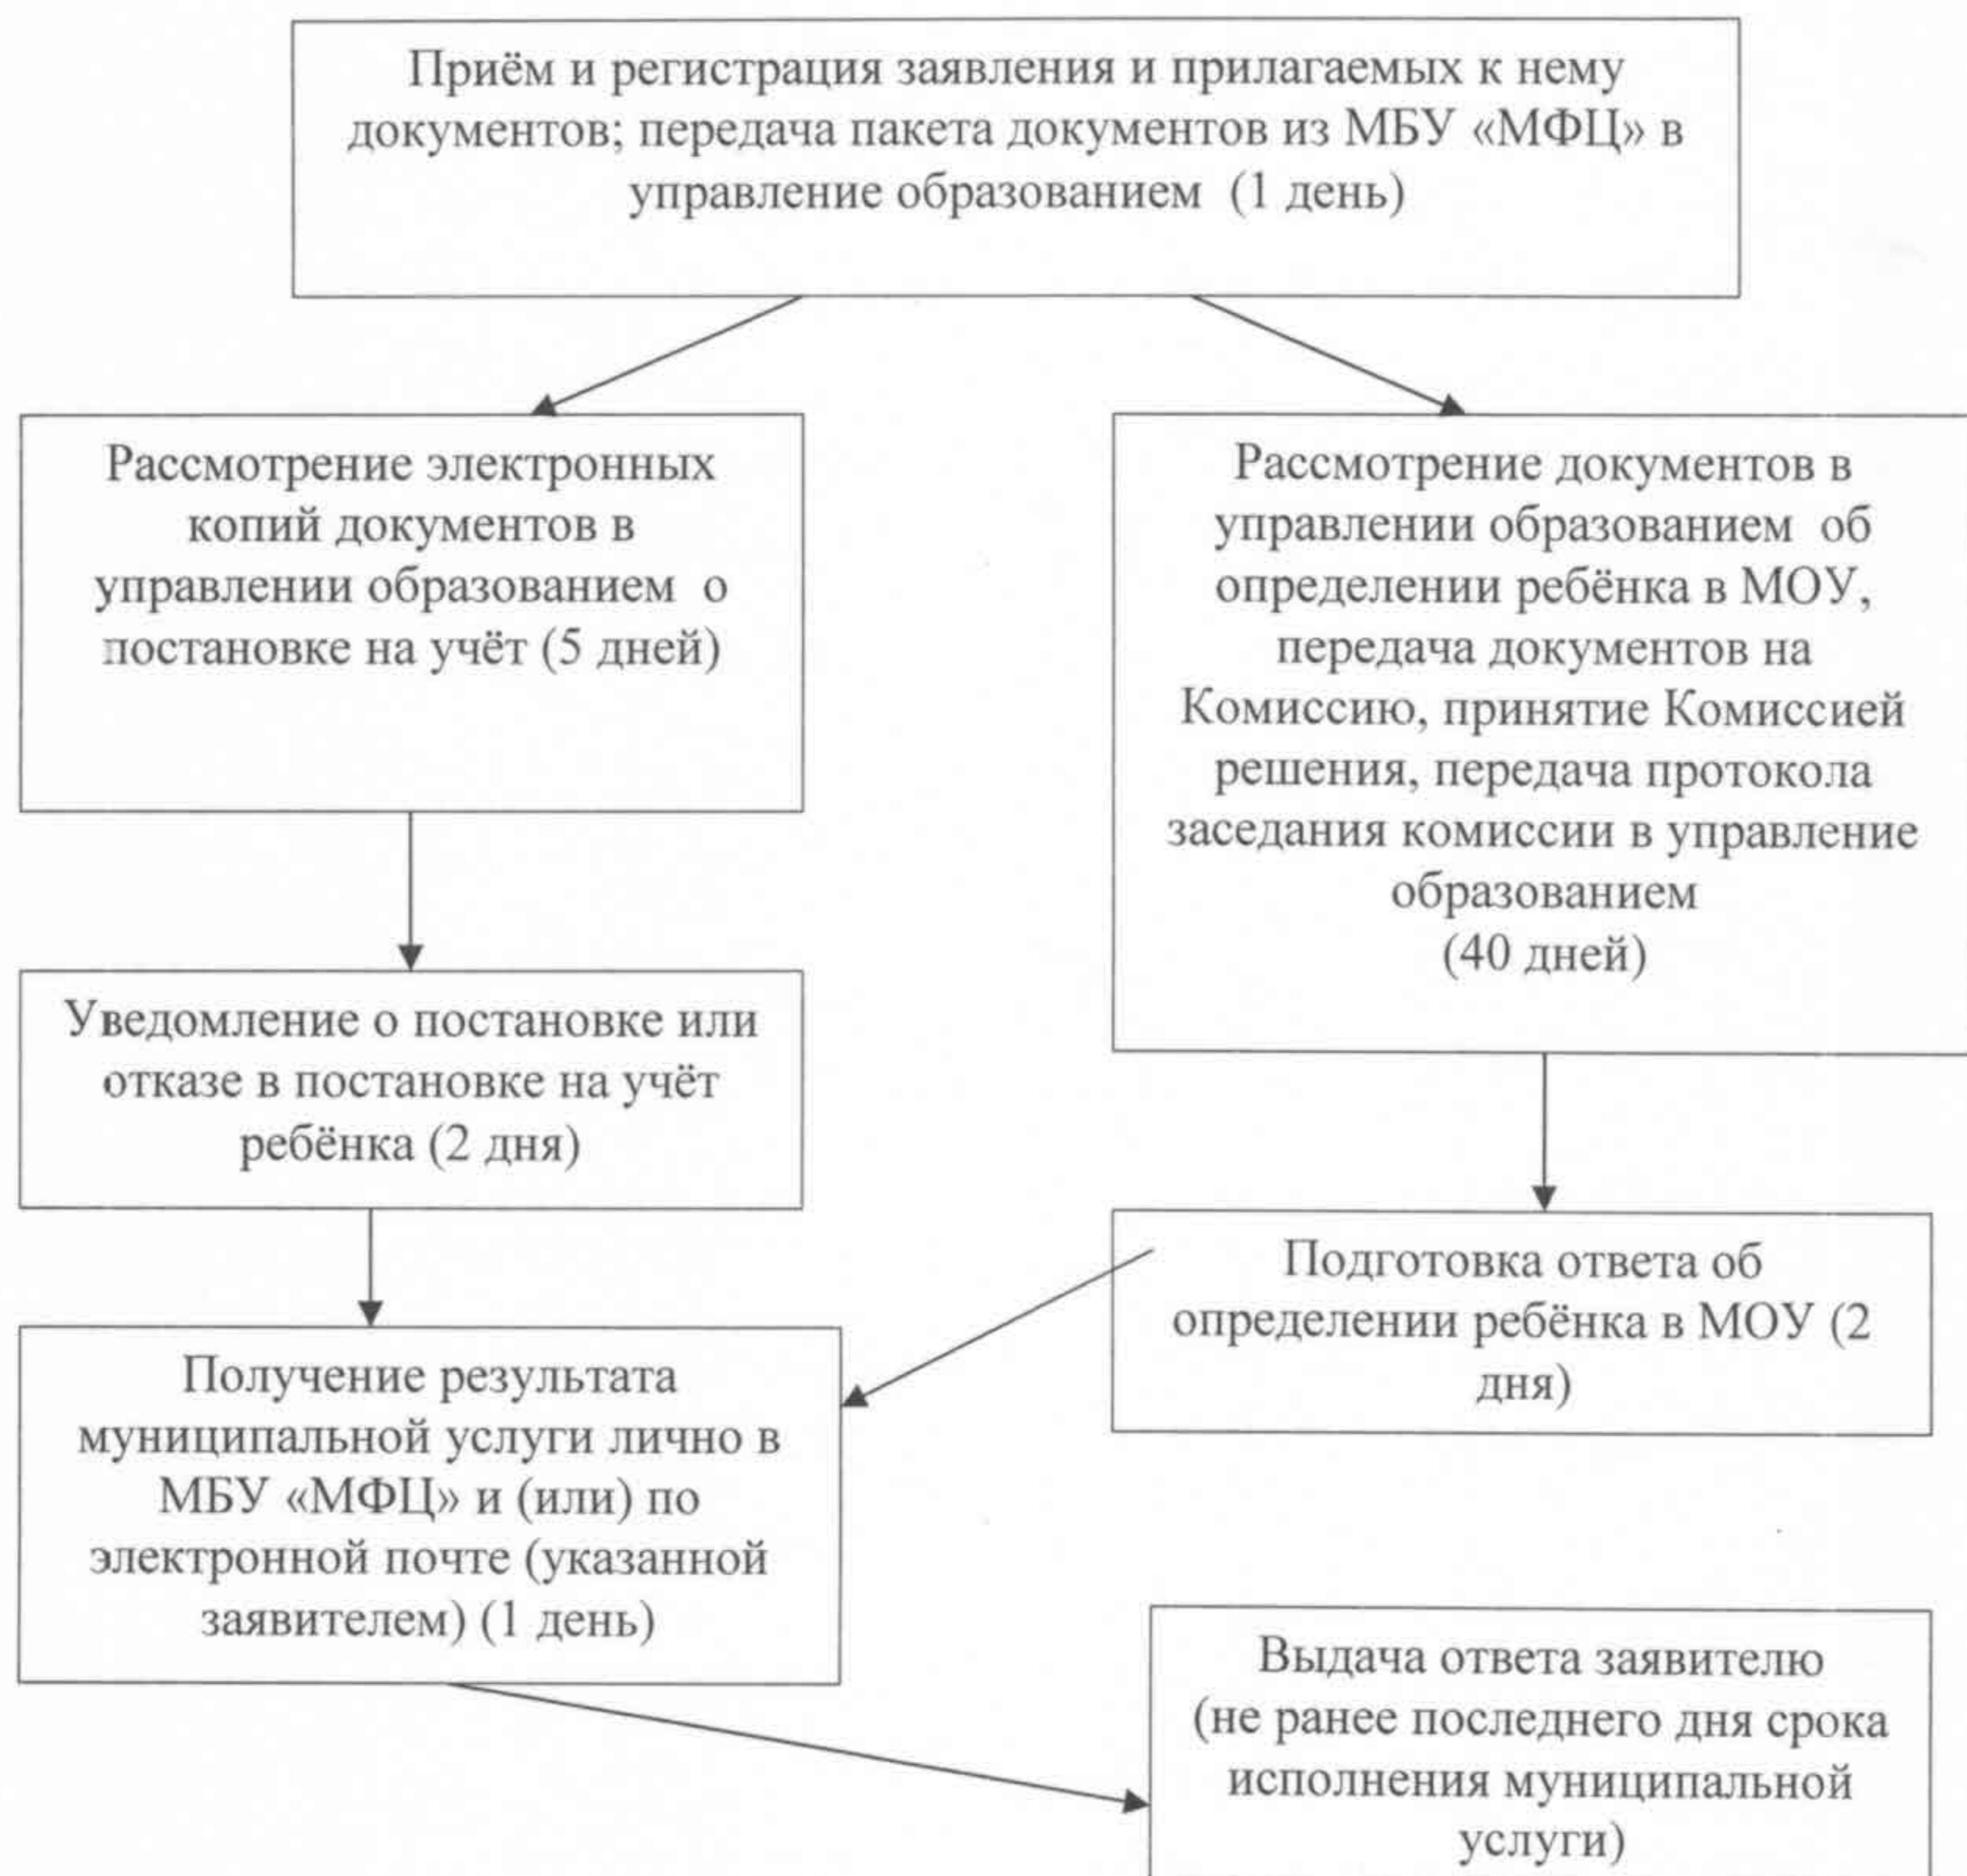 Приём и регистрация заявления и прилагаемых к нему
документов; передача пакета документов из МБУ «МФЦ» в
управление образованием (1 день)
Рассмотрение электронных
копий документов в
управлении образованием о
постановке на учёт (5 дней)
Рассмотрение документов в
управлении образованием об
определении ребёнка в МОУ,
передача документов на
Комиссию, принятие Комиссией
решения, передача протокола
заседания комиссии в управление
образованием
(40 дней)
Уведомление о постановке или
отказе в постановке на учёт
ребёнка (2 дня)
Подготовка ответа об
определении ребёнка в МОУ (2
дня)
Получение результата
муниципальной услуги лично в
МБУ «МФЦ» и (или) по
электронной почте (указанной
заявителем) (1 день)
Выдача ответа заявителю
(не ранее последнего дня срока
исполнения муниципальной
услуги)